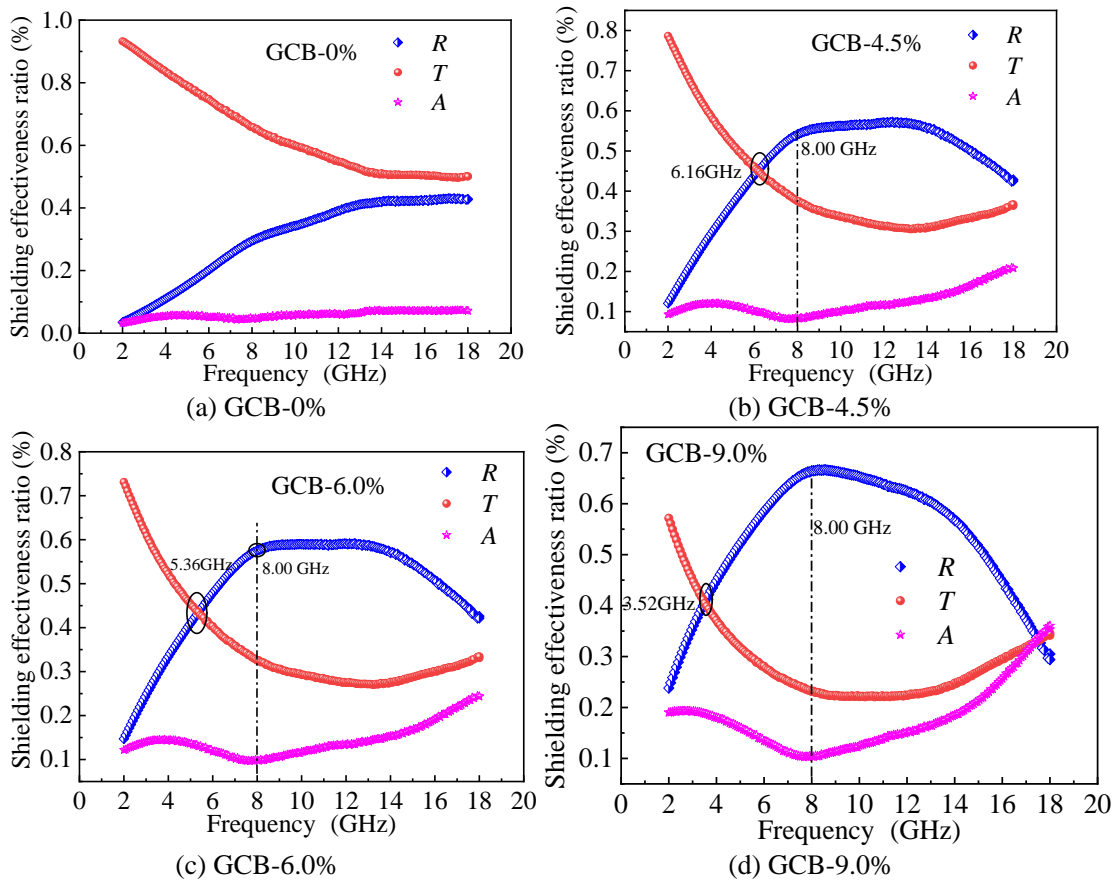 Shielding effectiveness ratio (%)
1.0
0.8
0.6
0.4
0.2
0.0
GCB-0%
R
T
A
0 2 4 6 8 10 12 14 16 18 20
Frequency (GHz)
(a) GCB-0%
Shielding effectiveness ratio (%)
0.8
0.7
0.6
0.5
0.4
0.3
0.2
0.1
GCB-4.5%
R
T
A
6.16GHz
8.00 GHz
0 2 4 6 8 10 12 14 16 18 20
Frequency (GHz)
(b) GCB-4.5%
Shielding effectiveness ratio (%)
0.8
0.7
0.6
0.5
0.4
0.3
0.2
0.1
GCB-6.0%
R
T
A
5.36GHz
8.00 GHz
0 2 4 6 8 10 12 14 16 18 20
Frequency (GHz)
(c) GCB-6.0%
Shielding effectiveness ratio (%)
0.7
0.6
0.5
0.4
0.3
0.2
0.1
GCB-9.0%
8.00 GHz
R
T
A
3.52GHz
0 2 4 6 8 10 12 14 16 18 20
Frequency (GHz)
(d) GCB-9.0%